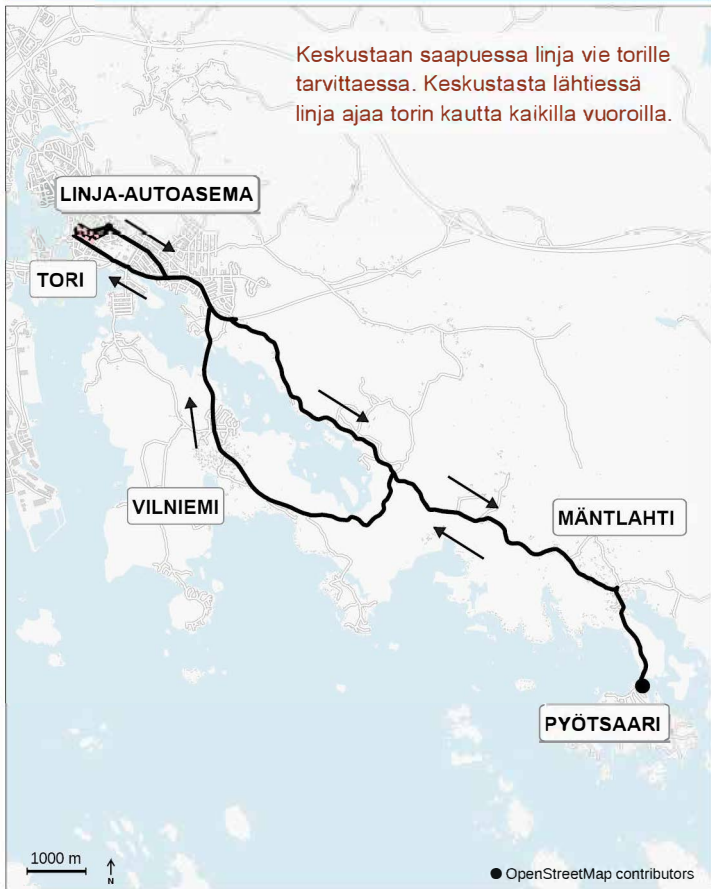 Keskustaan saapuessa linja vie torille
tarvittaessa. Keskustasta lähtiessä
linja ajaa torin kautta kaikilla vuoroilla.
LINJA-AUTOASEMA
TORI
VILNIEMI
MÄNTLAHTI
PYÖTSAARI
1000 m
N
OpenStreetMap contributors